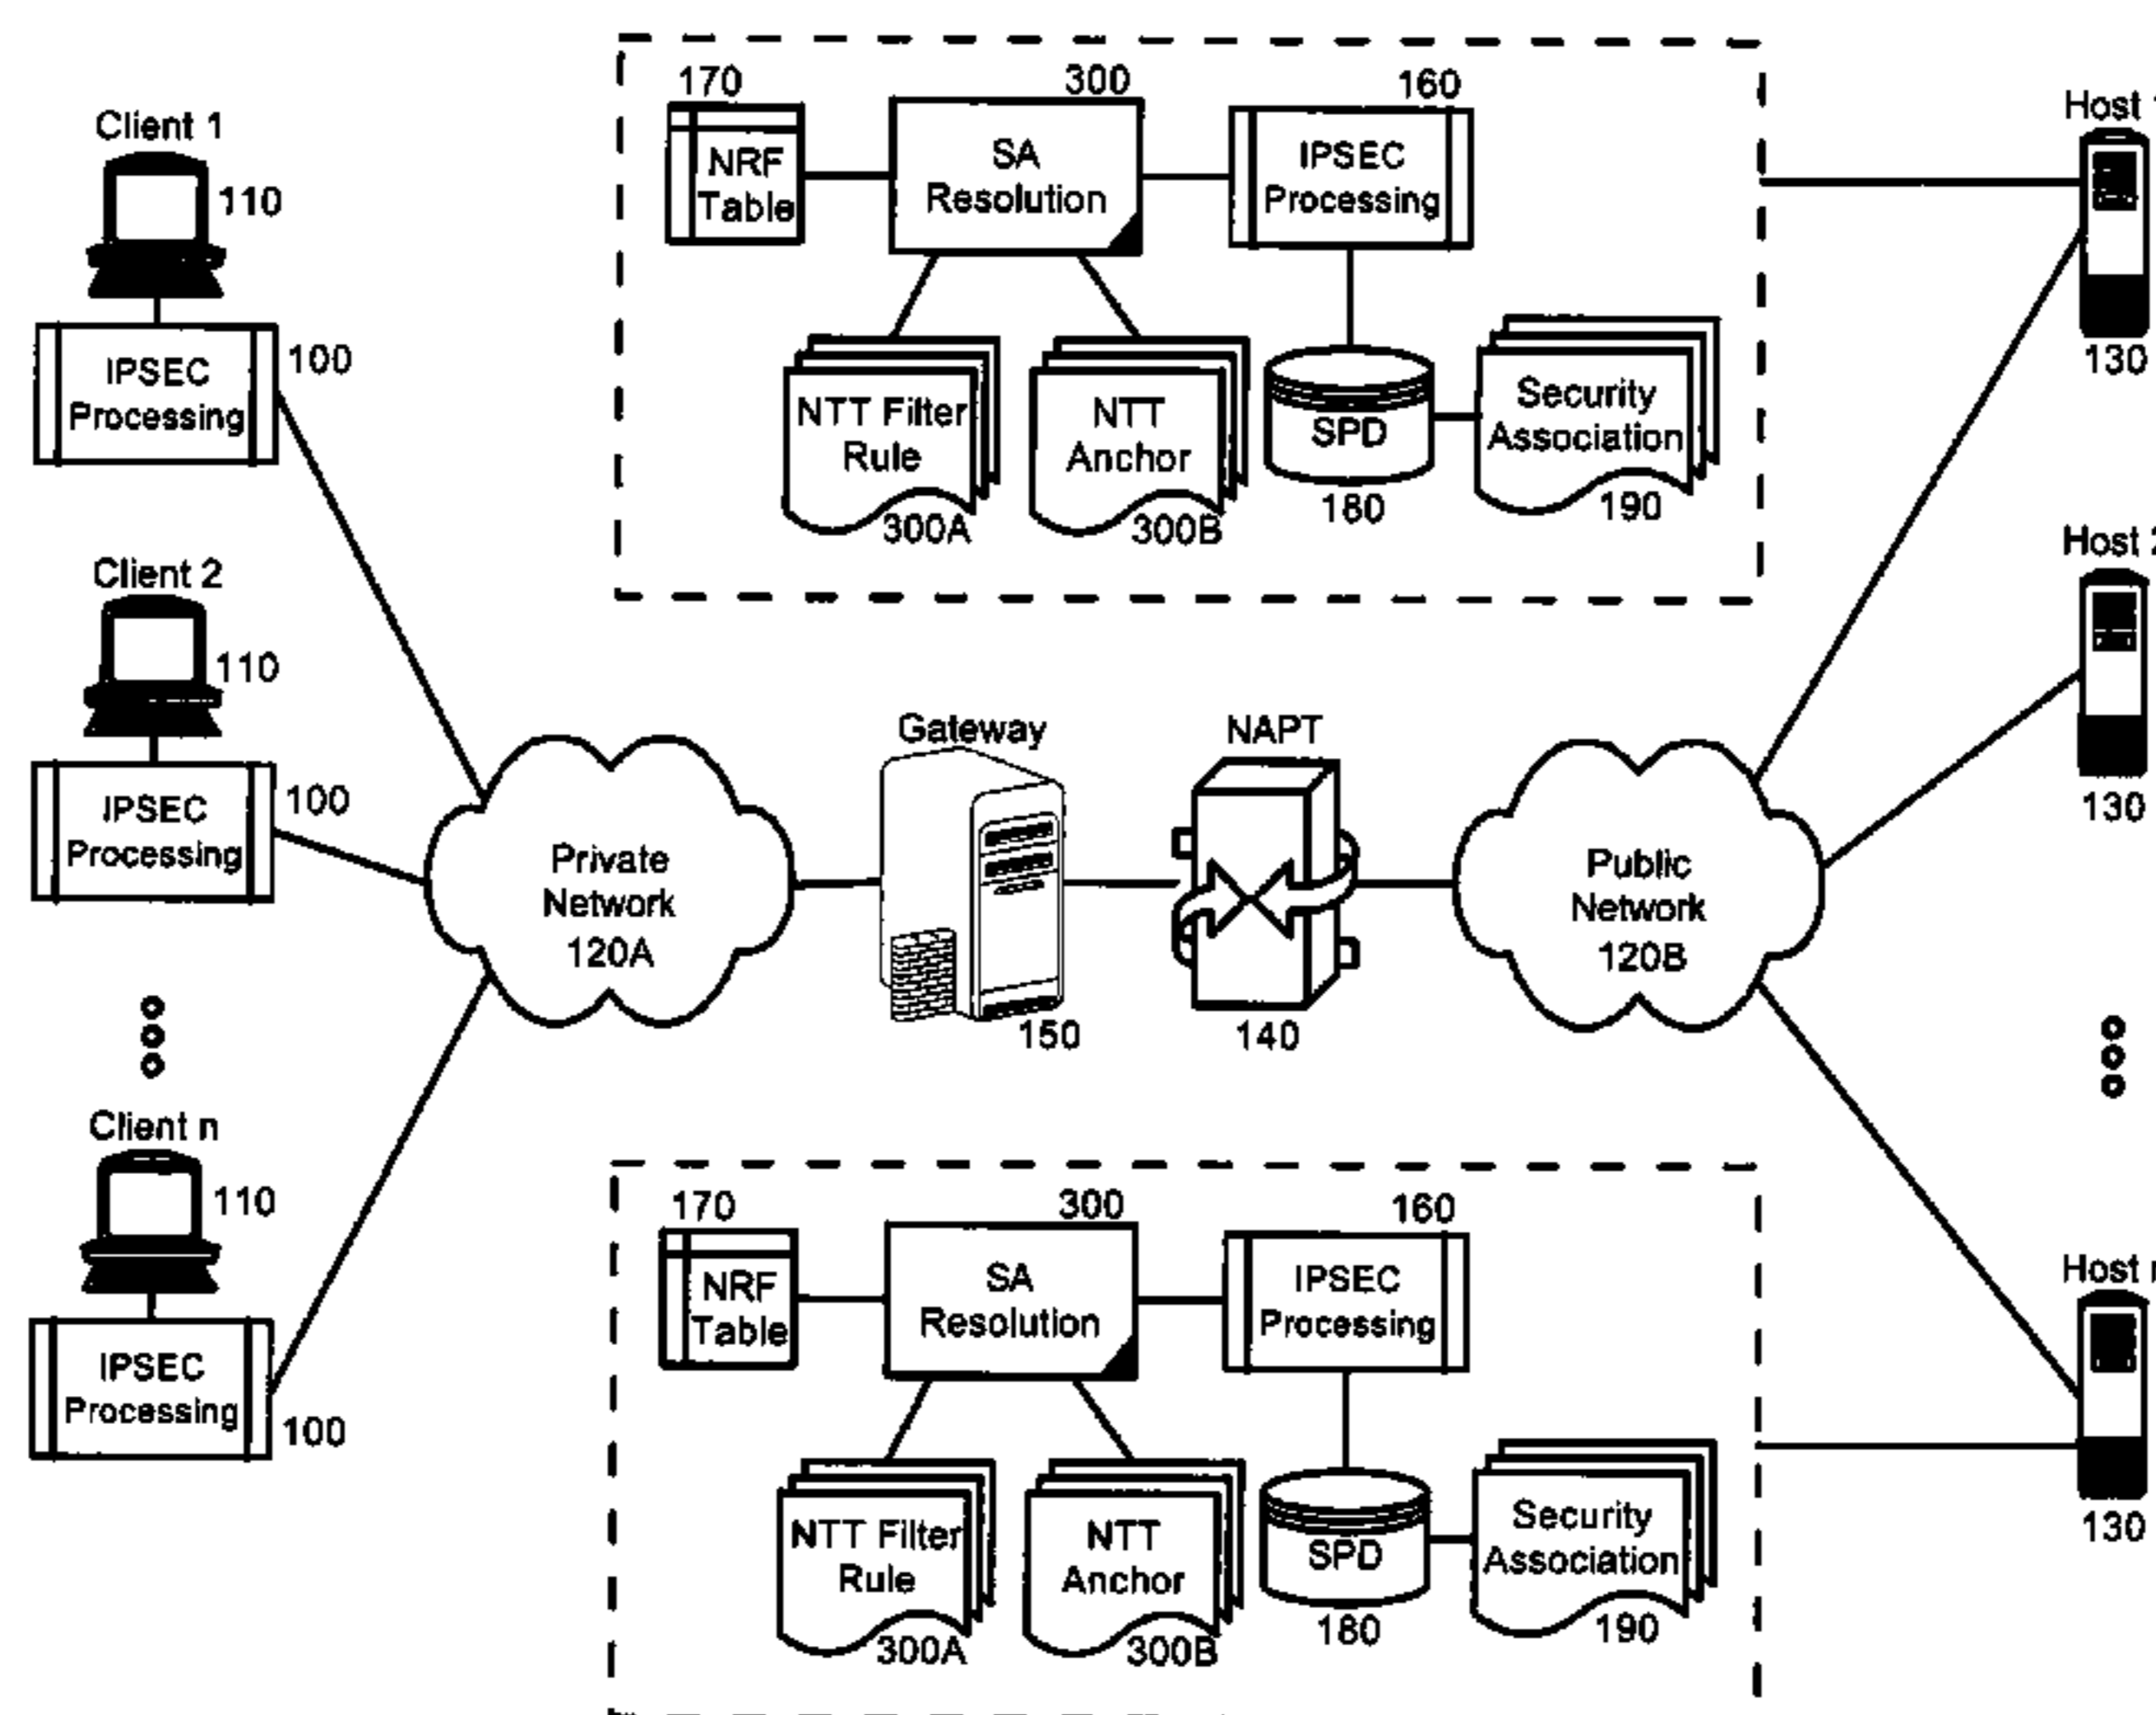 170
300
160
Client 1
110
NRF
Table
SA
Resolution
IPSEC
Processing
Host
130
IPSEC
Processing
100
NTT Filter
Rule
300A
NTT
Anchor
300B
SPD
180
Security
Association
190
Client 2
110
IPSEC
Processing
100
Host 2
130
Private
Network
120A
Gateway
150
NAPT
140
Public
Network
120B
Client n
110
IPSEC
Processing
100
170
300
160
NRF
Table
SA
Resolution
IPSEC
Processing
Host
130
NTT Filter
Rule
300A
NTT
Anchor
300B
SPD
180
Security
Association
190